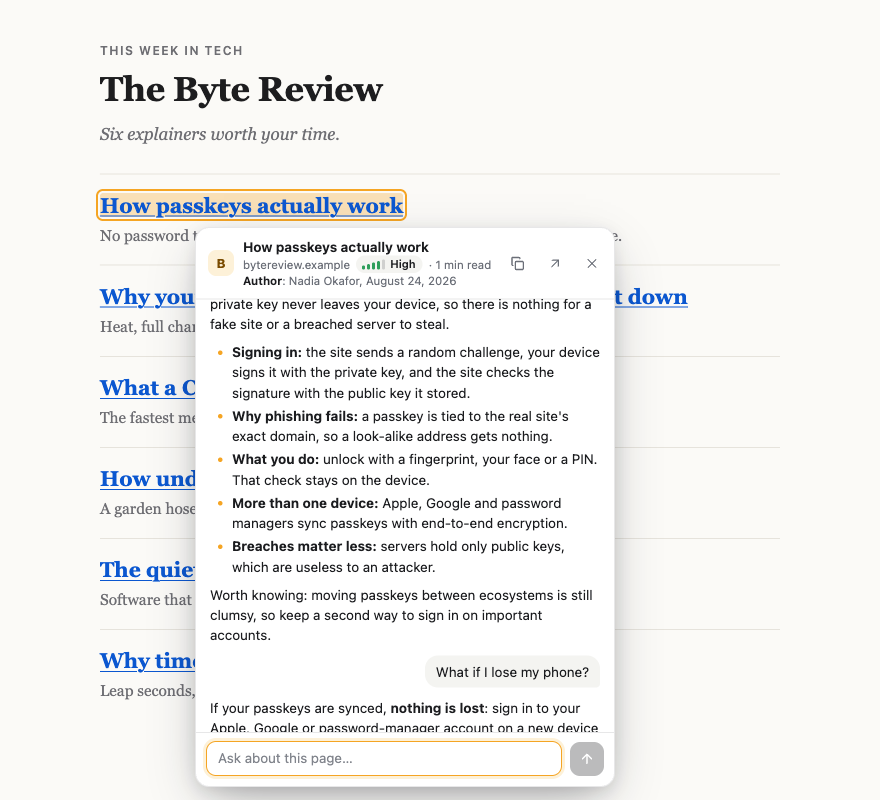 THIS WEEK IN TECH
The Byte Review
Six explainers worth your time.
How passkeys actually work
No password
B
How passkeys actually work
bytereview.example High · 1 min read
Author: Nadia Okafor, August 24, 2026
private key never leaves your device, so there is nothing for a
fake site or a breached server to steal.
• Signing in: the site sends a random challenge, your device
signs it with the private key, and the site checks the
signature with the public key it stored.
• Why phishing fails: a passkey is tied to the real site's
exact domain, so a look-alike address gets nothing.
• What you do: unlock with a fingerprint, your face or a PIN.
That check stays on the device.
• More than one device: Apple, Google and password
managers sync passkeys with end-to-end encryption.
• Breaches matter less: servers hold only public keys,
which are useless to an attacker.
Worth knowing: moving passkeys between ecosystems is still
clumsy, so keep a second way to sign in on important
accounts.
What if I lose my phone?
If your passkeys are synced, nothing is lost: sign in to your
Apple, Google or password-manager account on a new device
Ask about this page…
Why you
t down
Heat, full
What a
The fastest
How
A garden hose
The
Software that
Why
Leap seconds,